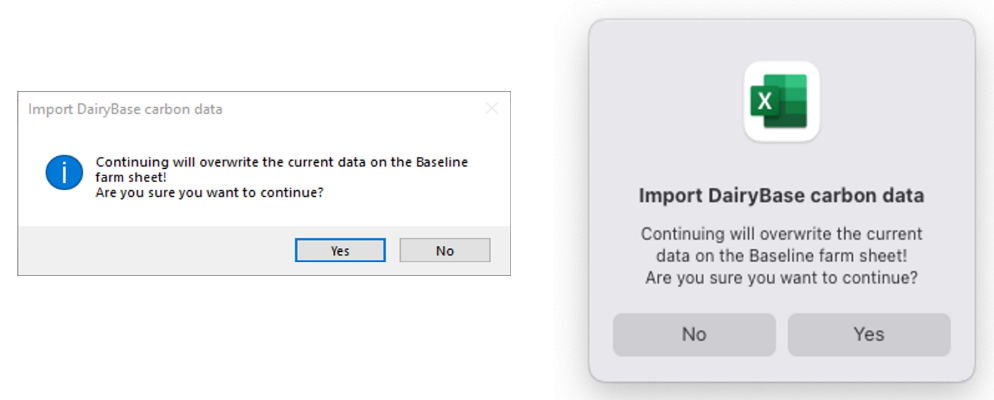 Import DairyBase carbon data
Continuing will overwrite the current data on the Baseline
farm sheet!
Are you sure you want to continue?
Yes
No
X
Import DairyBase carbon data
Continuing will overwrite the current
data on the Baseline farm sheet!
Are you sure you want to continue?
No
Yes